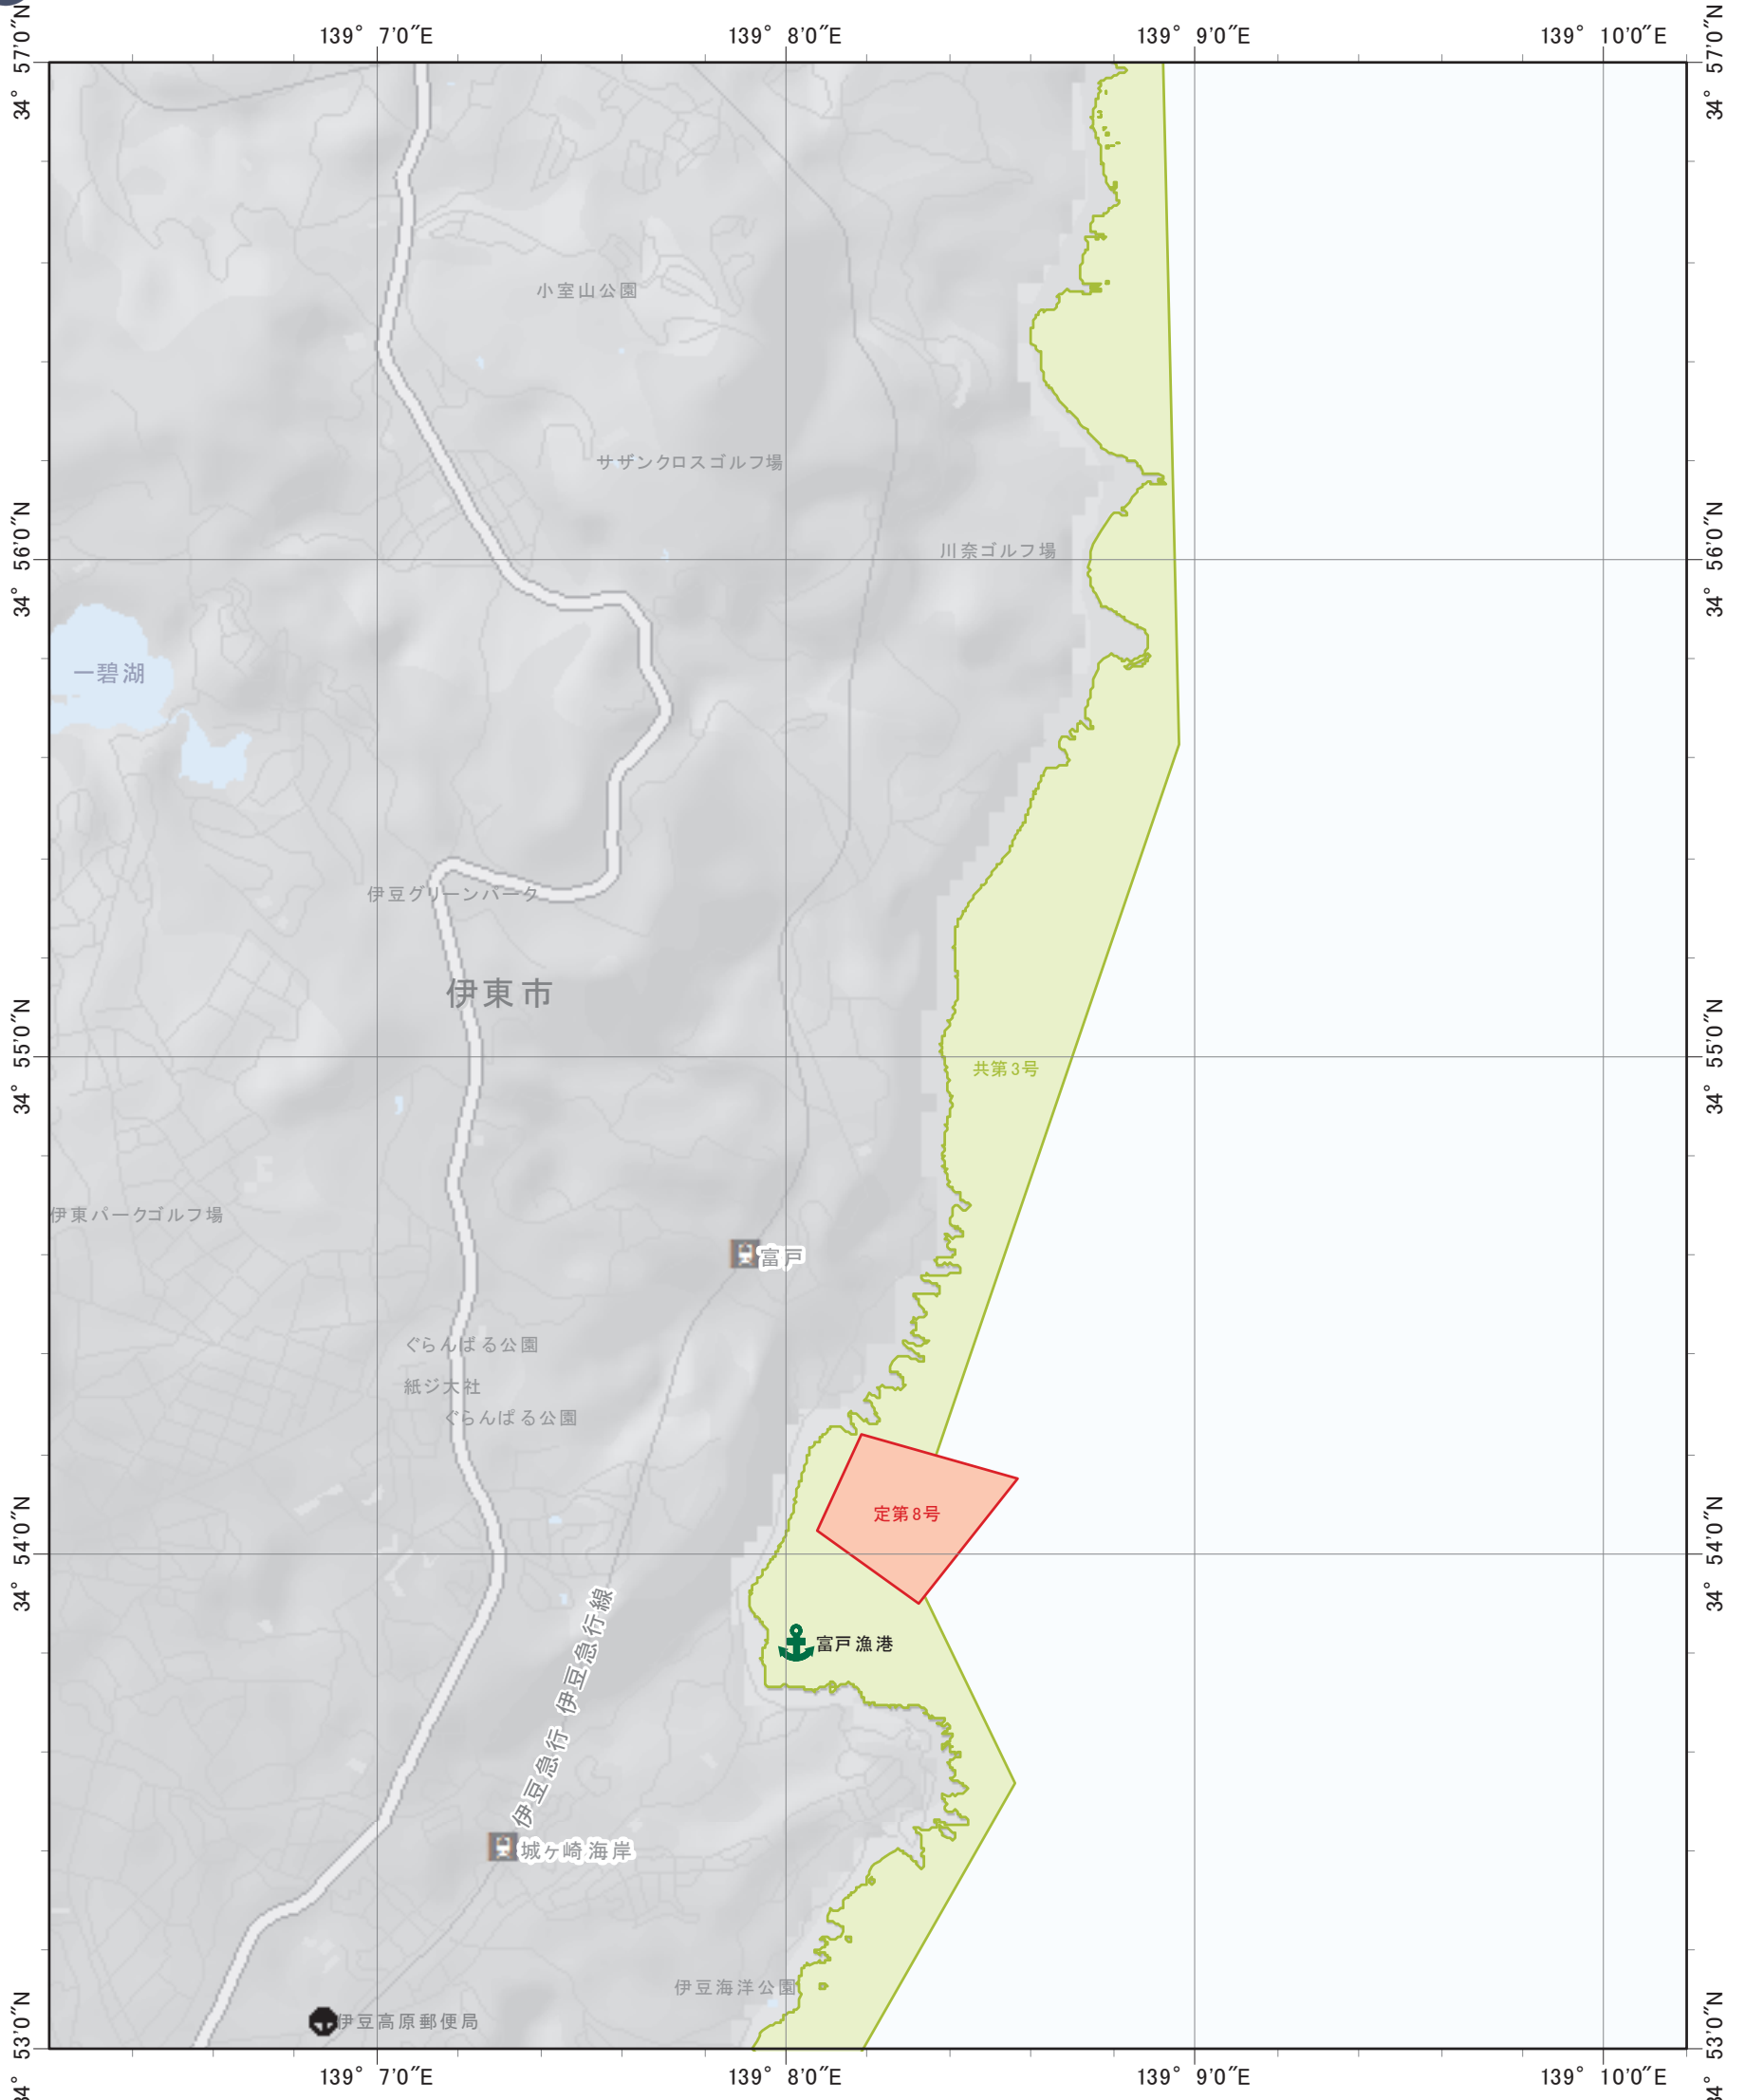 139° 7'0"E
139° 8'0"E
139° 9'0"E
139° 10'0"E
34° 57'0"N
34° 57'0"N
小室山公園
サザンクロスゴルフ場
川奈ゴルフ場
34° 56'0"N
34° 56'0"N
一碧湖
伊豆グリーンパーク
伊東市
34° 55'0"N
34° 55'0"N
共第3号
伊東パークゴルフ場
富戸
ぐらんぱる公園
紙ジ大社
ぐらんぱる公園
定第8号
34° 54'0"N
34° 54'0"N
富戸漁港
伊豆急行 伊豆急行線
城ヶ崎海岸
伊豆海洋公園
伊豆高原郵便局
34° 53'0"N
34° 53'0"N
139° 7'0"E
139° 8'0"E
139° 9'0"E
139° 10'0"E